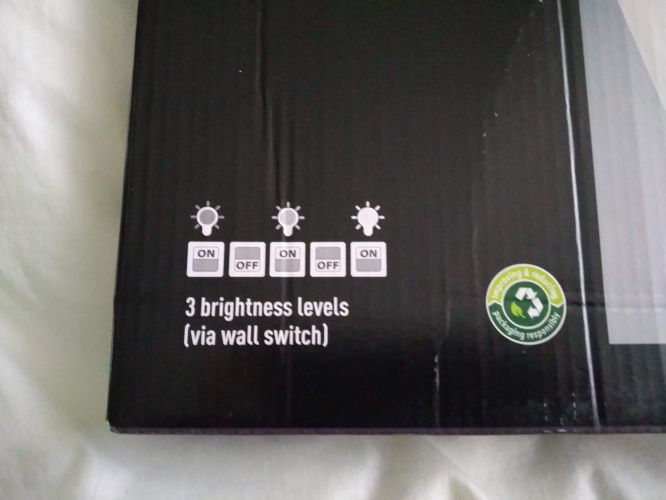 ON OFF ON OFF ON
3 brightness levels
(via wall switch)
improving & reducing
packaging responsibly